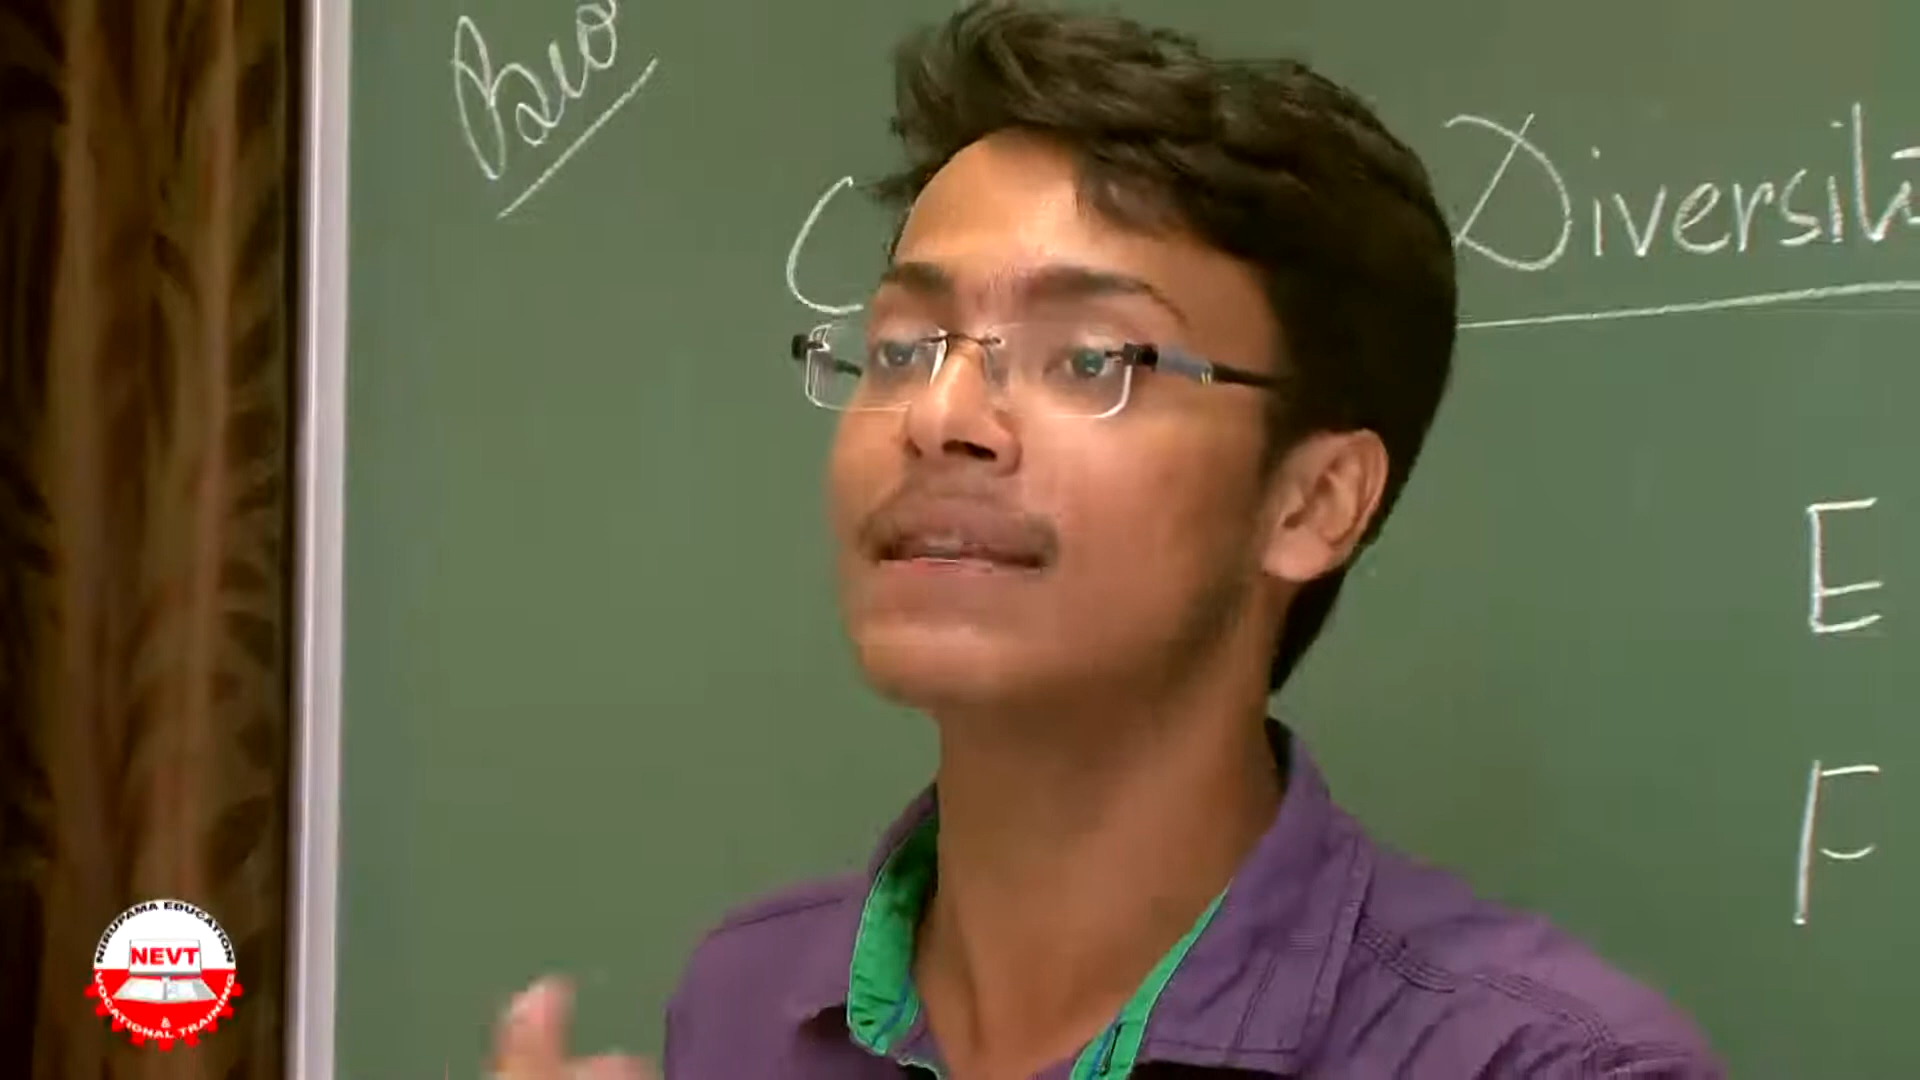 Bio
C Diversit
E
F
NIRUPAMA EDUCATION
NEVT
VOCATIONAL TRAINING
&